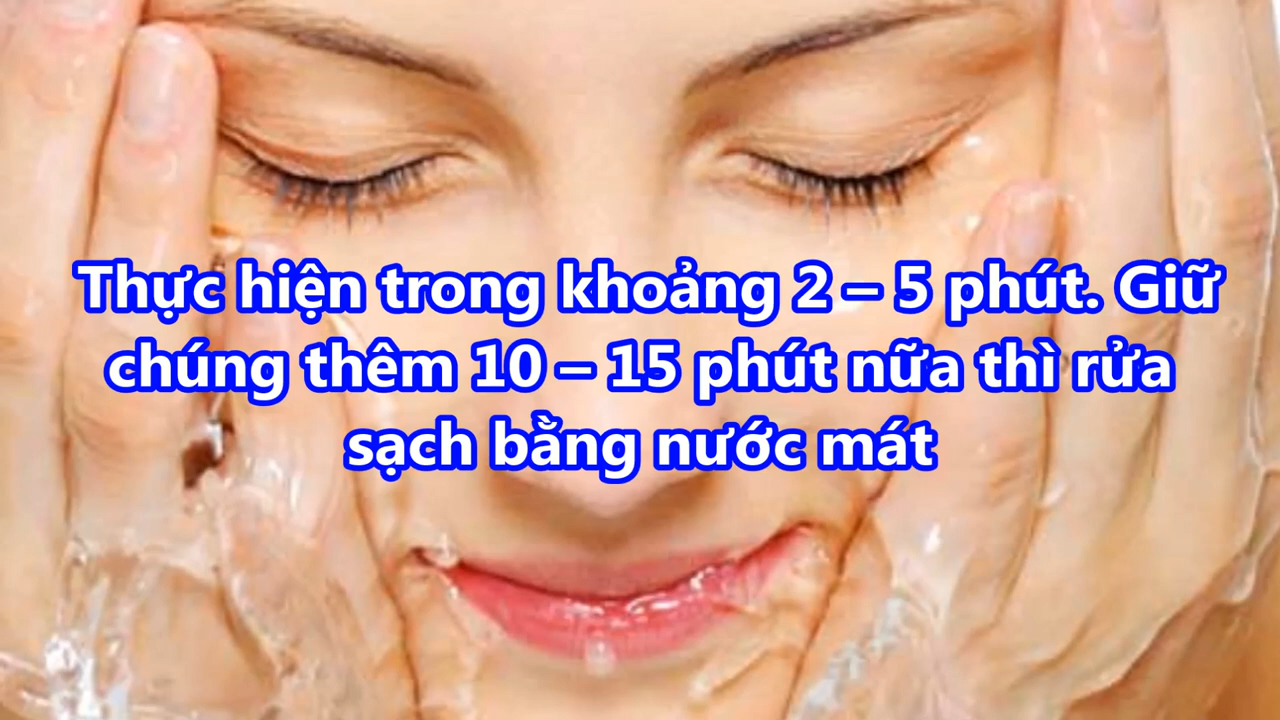 Thực hiện trong khoảng 2 – 5 phút. Giữ
chúng thêm 10 – 15 phút nữa thì rửa
sạch bằng nước mát